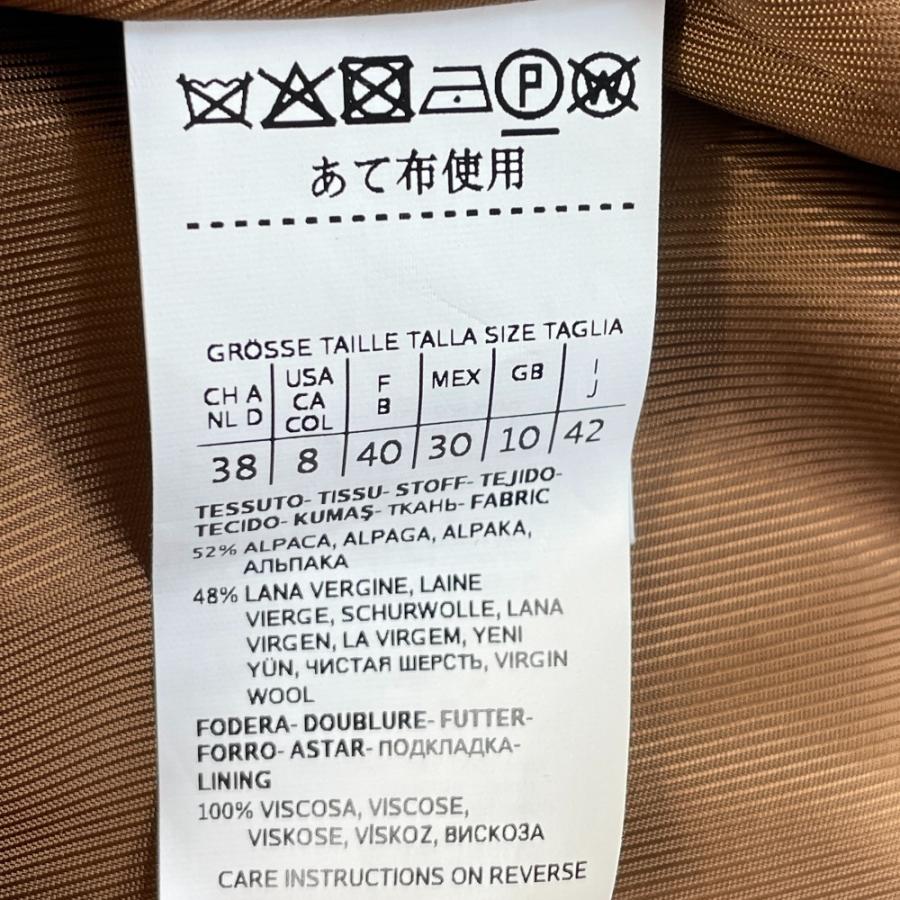 P W
あて布使用
GRÖSSE TAILLE TALLA SIZE TAGLIA
CH A NL D USA CA COL F B MEX GB I J
38 8 40 30 10 42
TESSUTO- TISSU- STOFF- TEJIDO-
TECIDO- KUMAŞ- ТКАНЬ- FABRIC
52% ALPACA, ALPAGA, ALPAKA,
АЛЬПАКА
48% LANA VERGINE, LAINE
VIERGE, SCHURWOLLE, LANA
VIRGEN, LA VIRGEM, YENI
YÜN, ЧИСТАЯ ШЕРСТЬ, VIRGIN
WOOL
FODERA- DOUBLURE- FUTTER-
FORRO- ASTAR- ПОДКЛАДКА-
LINING
100% VISCOSA, VISCOSE,
VISKOSE, VİSKOZ, ВИСКОЗА
CARE INSTRUCTIONS ON REVERSE